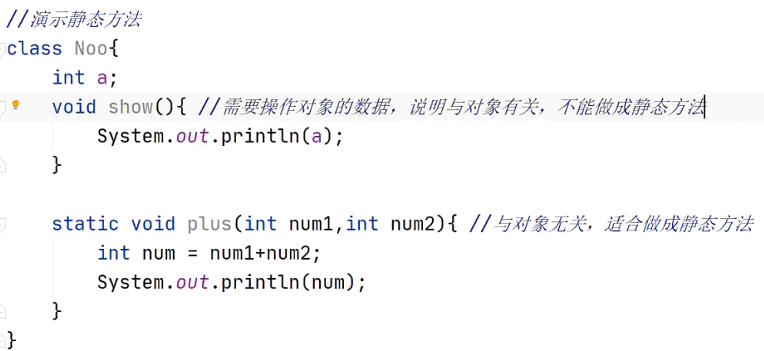 //演示静态方法
class Noo{
    int a;
    void show(){ //需要操作对象的数据，说明与对象有关，不能做成静态方法
        System.out.println(a);
    }

    static void plus(int num1,int num2){ //与对象无关，适合做成静态方法
        int num = num1+num2;
        System.out.println(num);
    }
}